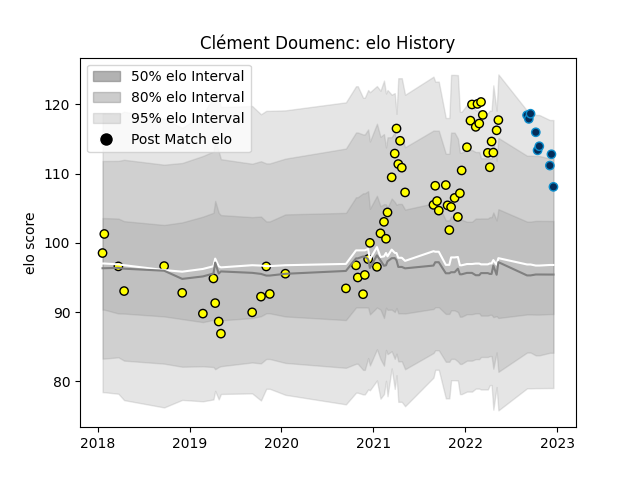 Clément Doumenc: elo History
50% elo Interval
80% elo Interval
95% elo Interval
Post Match elo
elo score
120
110
100
90
80
2018 2019 2020 2021 2022 2023